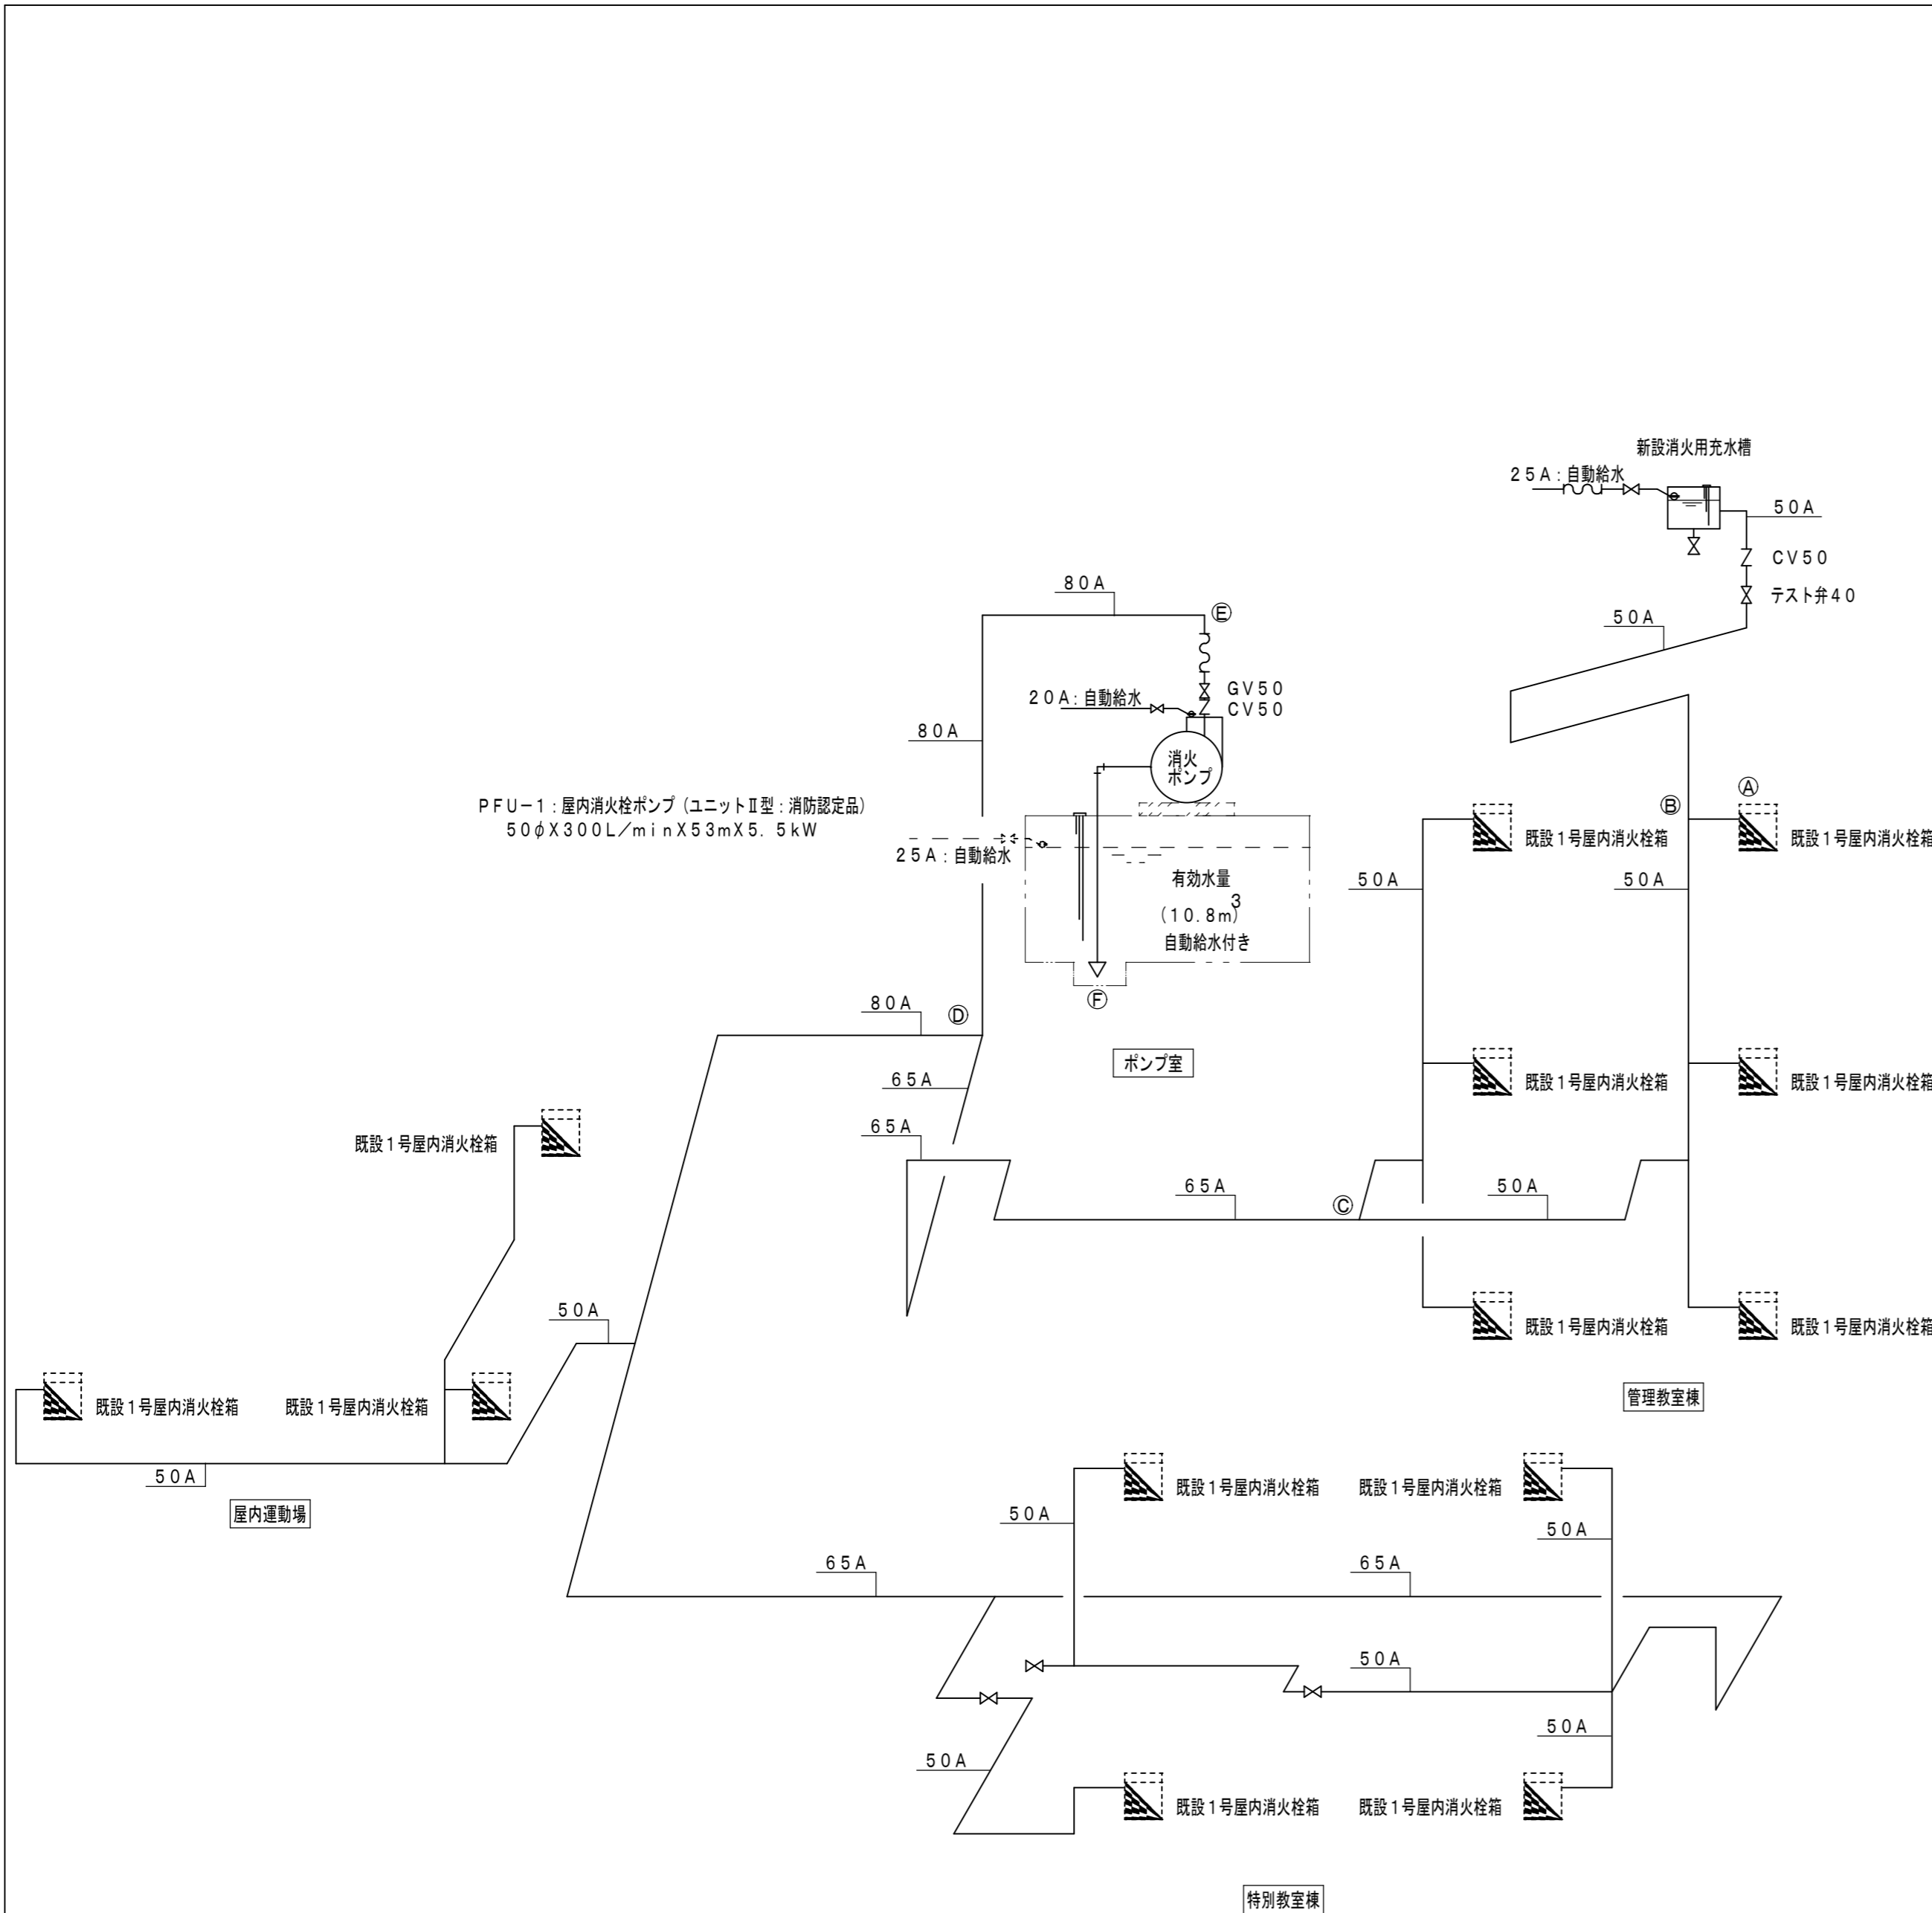 新設消火用充水槽
25A:自動給水
50A
CV50
テスト弁40
50A
80A
Ⓔ
GV50
CV50
20A:自動給水
80A
消火
ポンプ
PFU-1:屋内消火栓ポンプ(ユニットⅡ型:消防認定品)
50φX300L/minX53mX5.5kW
25A:自動給水
有効水量
(10.8m³)
自動給水付き
Ⓕ
Ⓐ
Ⓑ
既設1号屋内消火栓箱
既設1号屋内消火栓箱
50A
50A
80A
Ⓓ
ポンプ室
65A
既設1号屋内消火栓箱
既設1号屋内消火栓箱
65A
既設1号屋内消火栓箱
65A
Ⓒ
50A
50A
既設1号屋内消火栓箱
既設1号屋内消火栓箱
既設1号屋内消火栓箱
既設1号屋内消火栓箱
管理教室棟
50A
屋内運動場
既設1号屋内消火栓箱
既設1号屋内消火栓箱
50A
50A
65A
65A
50A
50A
50A
既設1号屋内消火栓箱
既設1号屋内消火栓箱
特別教室棟